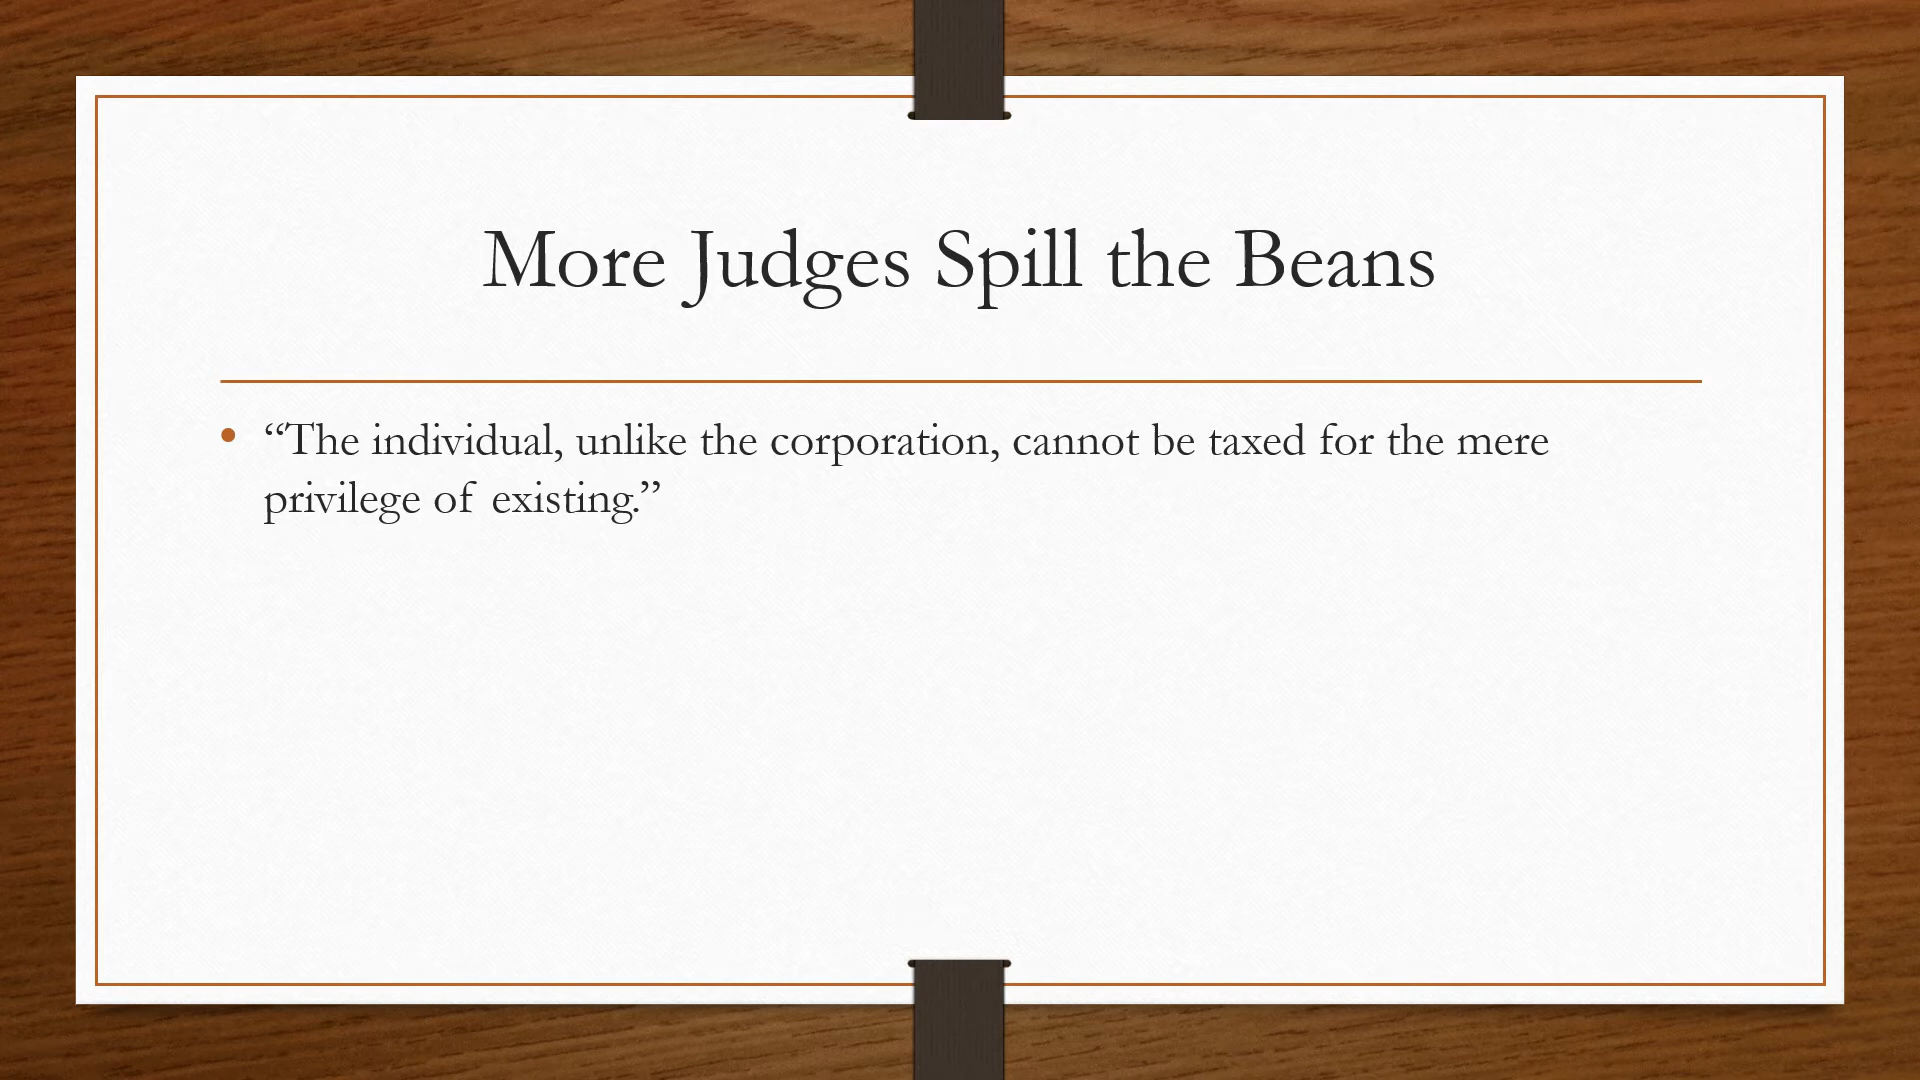 More Judges Spill the Beans
• “The individual, unlike the corporation, cannot be taxed for the mere
privilege of existing.”